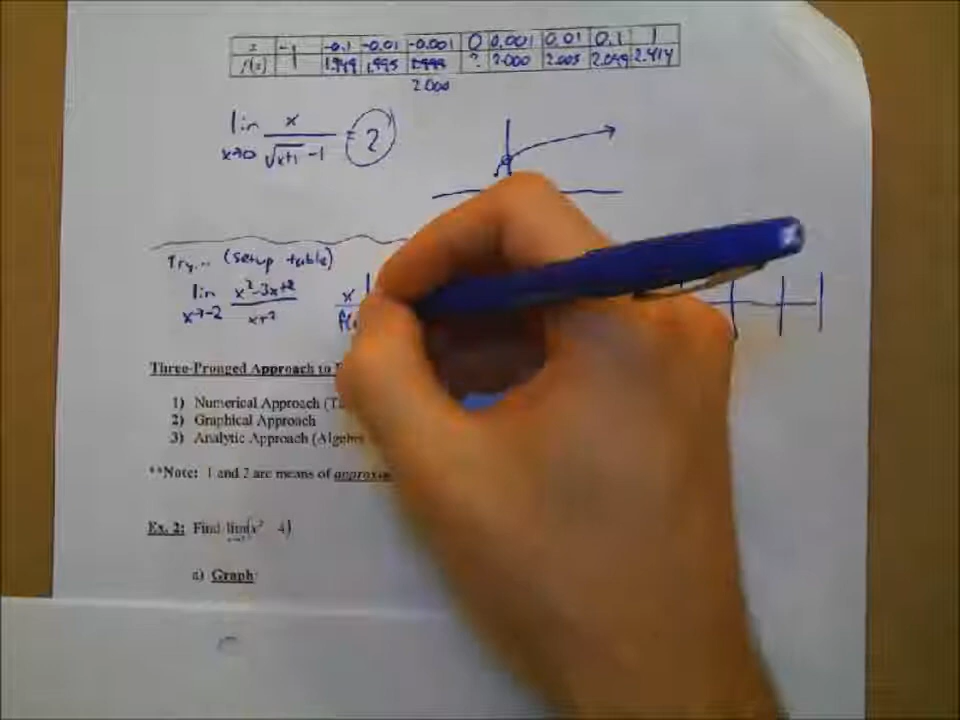 x -1 -0.1 -0.01 -0.001 0 0.001 0.01 0.1 1
f(x) 1.949 1.995 1.999 ? 2.000 2.005 2.049 2.414
2.000
lim x→0 x/(√x+1 -1) = 2
Try... (setup table)
lim x→-2 x²-3x+2/x+2
x
f(
Three-Pronged Approach to
1) Numerical Approach
2) Graphical Approach
3) Analytic Approach (Algeb
**Note: 1 and 2 are means of
Ex. 2: Find lim
a) Graph: